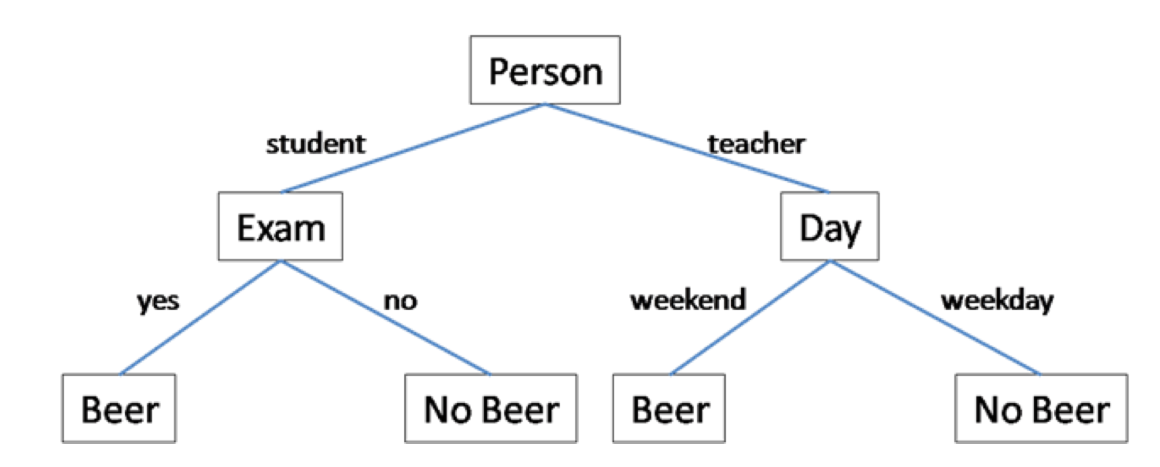 Person
student
teacher
Exam
Day
yes
no
weekend
weekday
Beer
No Beer
Beer
No Beer